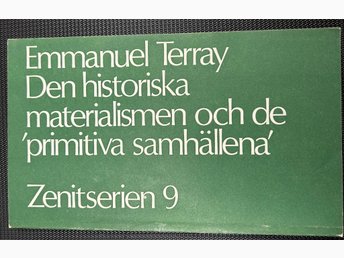 Emmanuel Terray
Den historiska
materialismen och de
'primitiva samhällena'
Zenitserien 9